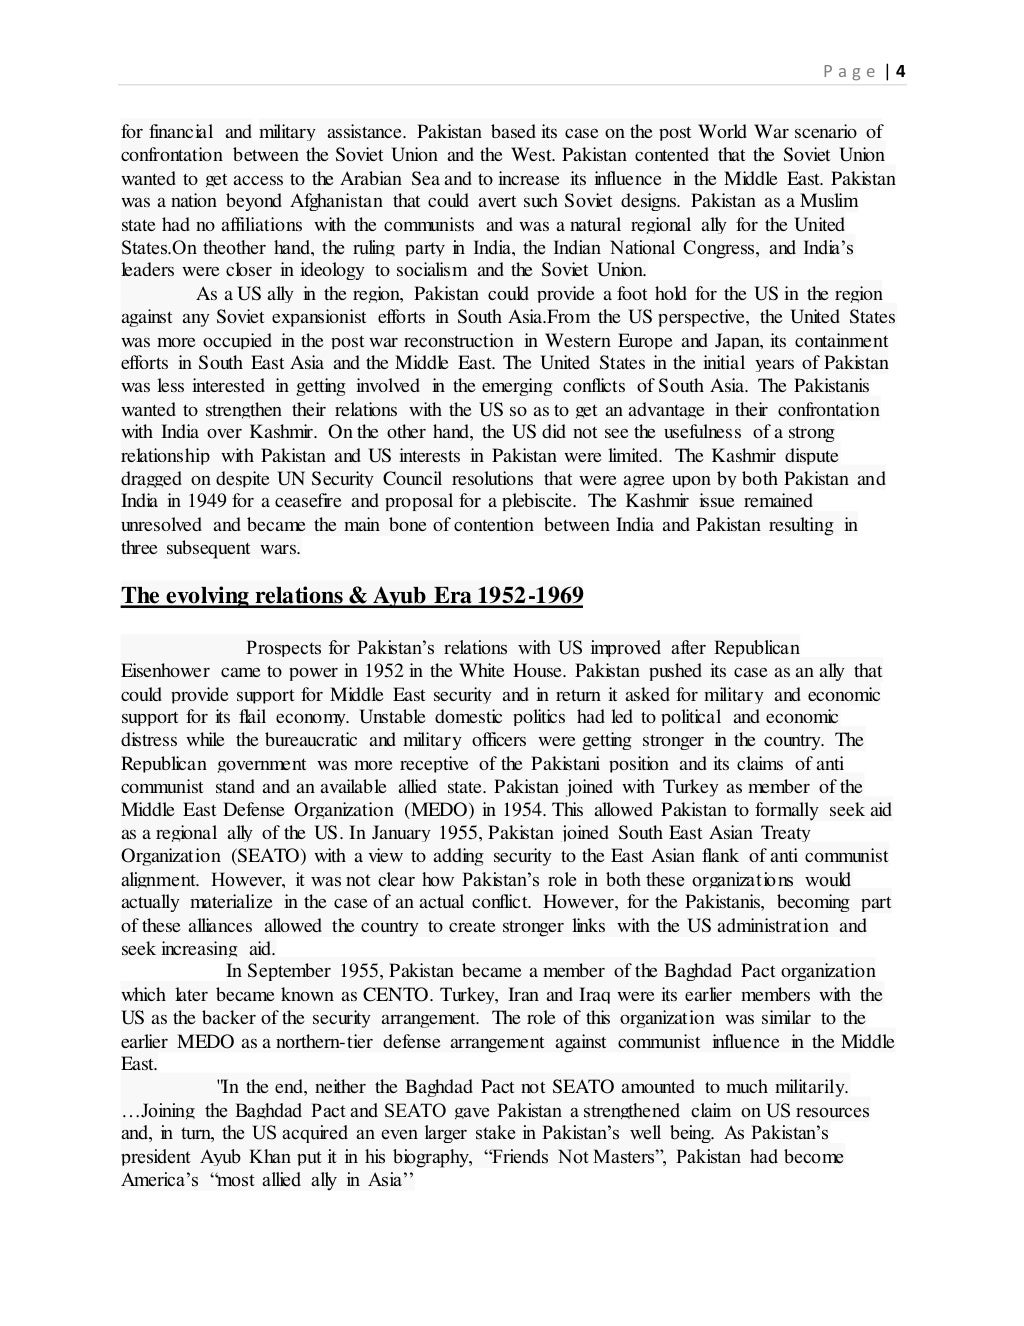 Page | 4
for financial and military assistance. Pakistan based its case on the post World War scenario of
confrontation between the Soviet Union and the West. Pakistan contented that the Soviet Union
wanted to get access to the Arabian Sea and to increase its influence in the Middle East. Pakistan
was a nation beyond Afghanistan that could avert such Soviet designs. Pakistan as a Muslim
state had no affiliations with the communists and was a natural regional ally for the United
States.On theother hand, the ruling party in India, the Indian National Congress, and India’s
leaders were closer in ideology to socialism and the Soviet Union.
As a US ally in the region, Pakistan could provide a foot hold for the US in the region
against any Soviet expansionist efforts in South Asia.From the US perspective, the United States
was more occupied in the post war reconstruction in Western Europe and Japan, its containment
efforts in South East Asia and the Middle East. The United States in the initial years of Pakistan
was less interested in getting involved in the emerging conflicts of South Asia. The Pakistanis
wanted to strengthen their relations with the US so as to get an advantage in their confrontation
with India over Kashmir. On the other hand, the US did not see the usefulness of a strong
relationship with Pakistan and US interests in Pakistan were limited. The Kashmir dispute
dragged on despite UN Security Council resolutions that were agree upon by both Pakistan and
India in 1949 for a ceasefire and proposal for a plebiscite. The Kashmir issue remained
unresolved and became the main bone of contention between India and Pakistan resulting in
three subsequent wars.
The evolving relations & Ayub Era 1952-1969
Prospects for Pakistan’s relations with US improved after Republican
Eisenhower came to power in 1952 in the White House. Pakistan pushed its case as an ally that
could provide support for Middle East security and in return it asked for military and economic
support for its flail economy. Unstable domestic politics had led to political and economic
distress while the bureaucratic and military officers were getting stronger in the country. The
Republican government was more receptive of the Pakistani position and its claims of anti
communist stand and an available allied state. Pakistan joined with Turkey as member of the
Middle East Defense Organization (MEDO) in 1954. This allowed Pakistan to formally seek aid
as a regional ally of the US. In January 1955, Pakistan joined South East Asian Treaty
Organization (SEATO) with a view to adding security to the East Asian flank of anti communist
alignment. However, it was not clear how Pakistan’s role in both these organizations would
actually materialize in the case of an actual conflict. However, for the Pakistanis, becoming part
of these alliances allowed the country to create stronger links with the US administration and
seek increasing aid.
In September 1955, Pakistan became a member of the Baghdad Pact organization
which later became known as CENTO. Turkey, Iran and Iraq were its earlier members with the
US as the backer of the security arrangement. The role of this organization was similar to the
earlier MEDO as a northern-tier defense arrangement against communist influence in the Middle
East.
"In the end, neither the Baghdad Pact not SEATO amounted to much militarily.
…Joining the Baghdad Pact and SEATO gave Pakistan a strengthened claim on US resources
and, in turn, the US acquired an even larger stake in Pakistan’s well being. As Pakistan’s
president Ayub Khan put it in his biography, “Friends Not Masters”, Pakistan had become
America’s “most allied ally in Asia’’